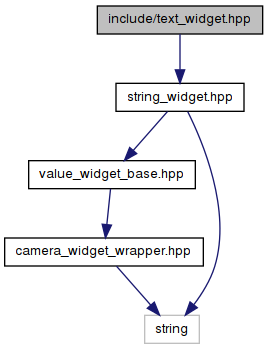 include/text_widget.hpp
string_widget.hpp
value_widget_base.hpp
camera_widget_wrapper.hpp
string